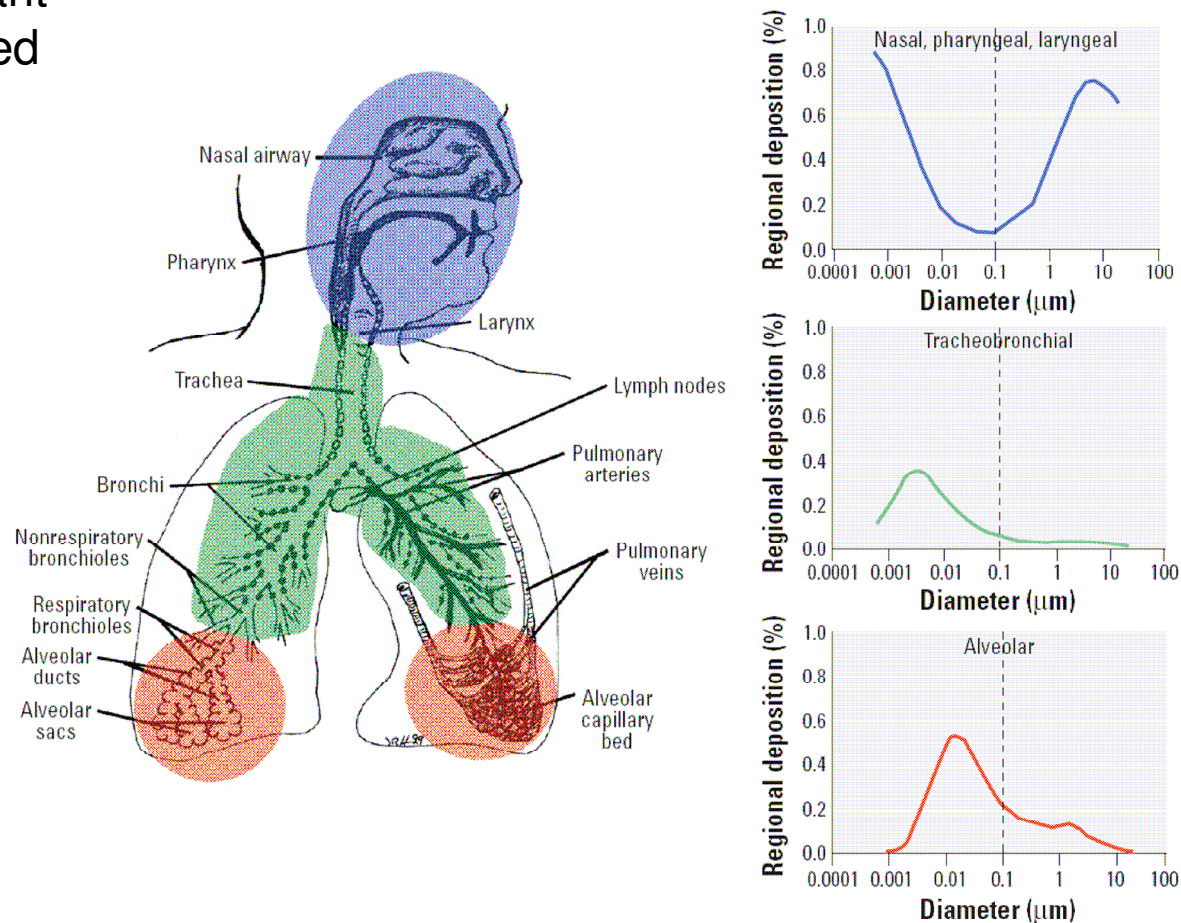 ant
ed
Nasal airway
Pharynx
Larynx
Trachea
Lymph nodes
Pulmonary
arteries
Bronchi
Nonrespiratory
bronchioles
Pulmonary
veins
Respiratory
bronchioles
Alveolar
ducts
Alveolar
sacs
Alveolar
capillary
bed
Regional deposition (%)
Nasal, pharyngeal, laryngeal
1.0
0.8
0.6
0.4
0.2
0.0
0.0001 0.001 0.01 0.1 1 10 100
Diameter (μm)
Regional deposition (%)
Tracheobronchial
1.0
0.8
0.6
0.4
0.2
0.0
0.0001 0.001 0.01 0.1 1 10 100
Diameter (μm)
Regional deposition (%)
Alveolar
1.0
0.8
0.6
0.4
0.2
0.0
0.0001 0.001 0.01 0.1 1 10 100
Diameter (μm)